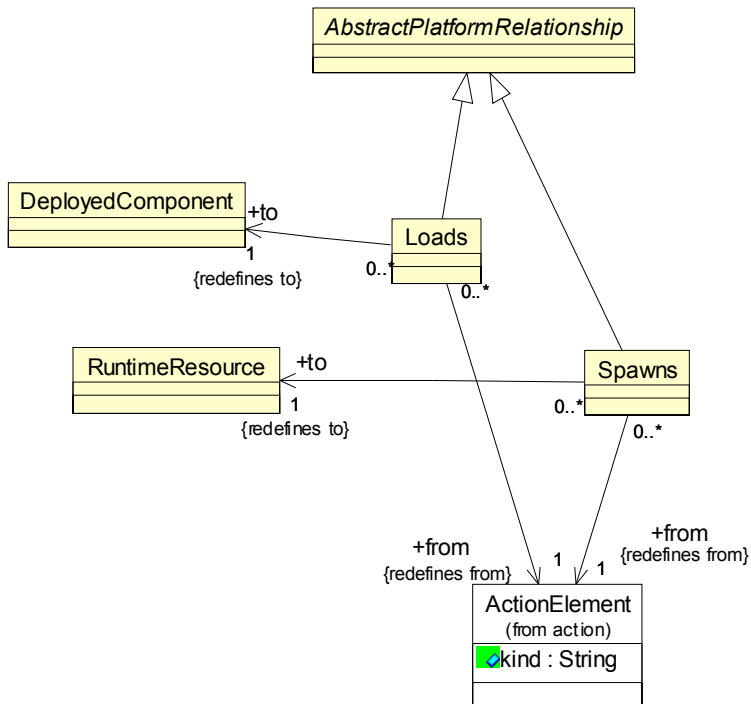 AbstractPlatformRelationship
DeployedComponent
+to
1
{redefines to}
Loads
0..*
0..*
RuntimeResource
+to
1
{redefines to}
Spawns
0..*
0..*
+from
{redefines from}
1
+from
{redefines from}
1
ActionElement
(from action)
kind : String